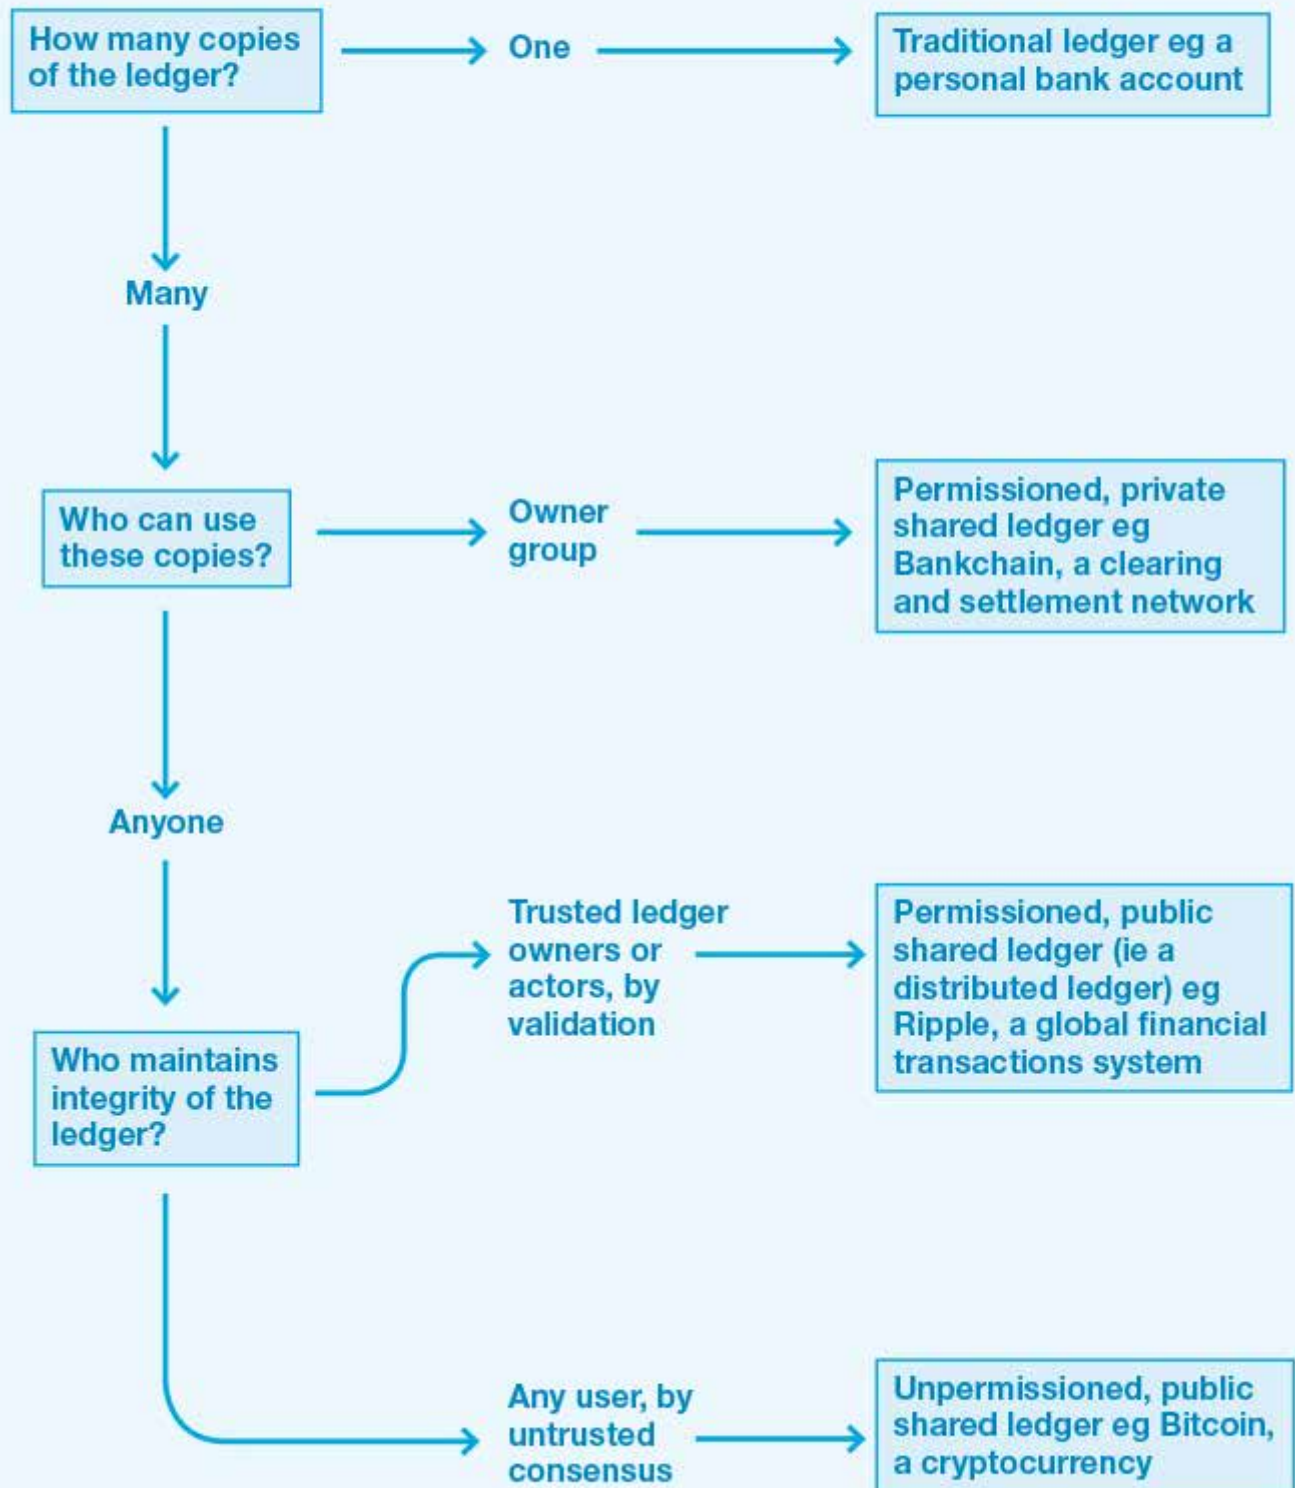 How many copies
of the ledger?
One
Traditional ledger eg a
personal bank account
Many
Who can use
these copies?
Owner
group
Permissioned, private
shared ledger eg
Bankchain, a clearing
and settlement network
Anyone
Who maintains
integrity of the
ledger?
Trusted ledger
owners or
actors, by
validation
Permissioned, public
shared ledger (ie a
distributed ledger) eg
Ripple, a global financial
transactions system
Any user, by
untrusted
consensus
Unpermissioned, public
shared ledger eg Bitcoin,
a cryptocurrency